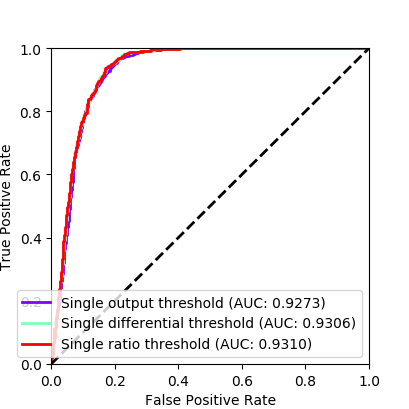 1.0
0.8
0.6
0.4
0.2
0.0
True Positive Rate
Single output threshold (AUC: 0.9273)
Single differential threshold (AUC: 0.9306)
Single ratio threshold (AUC: 0.9310)
0.0 0.2 0.4 0.6 0.8 1.0
False Positive Rate